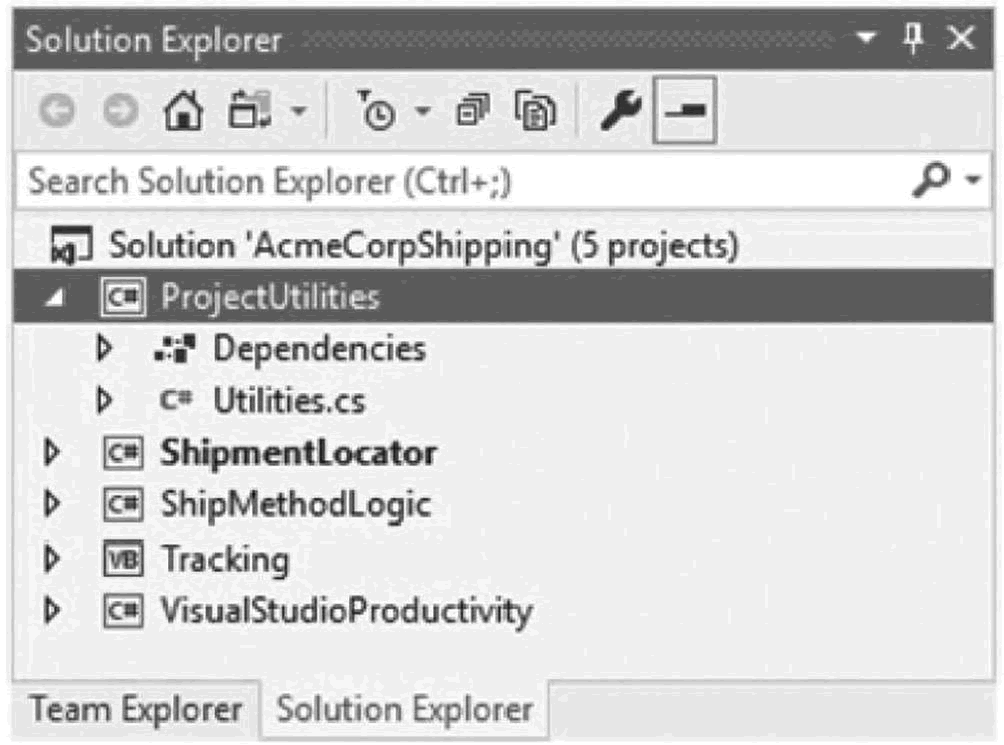 Solution Explorer
Search Solution Explorer (Ctrl+;)
Solution 'AcmeCorpShipping' (5 projects)
C# ProjectUtilities
Dependencies
C# Utilities.cs
C# ShipmentLocator
C# ShipMethodLogic
VB Tracking
C# VisualStudioProductivity
Team Explorer Solution Explorer